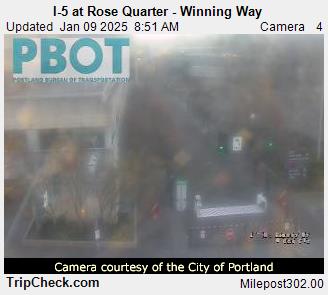 I-5 at Rose Quarter - Winning Way
Updated Jan 09 2025 8:51 AM Camera 4
PBOT
PORTLAND BUREAU OF TRANSPORTATION
Camera courtesy of the City of Portland
TripCheck.com Milepost302.00